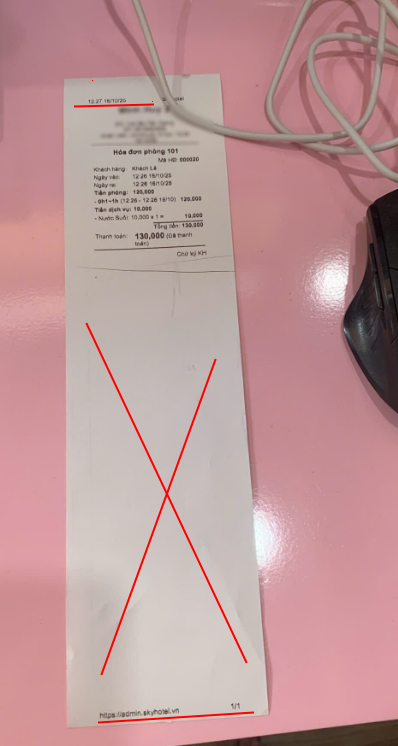 12:27 16/10/20
Hóa đơn phòng 101
Mã HĐ: 000030
Khách hàng: Khách Lẻ
Ngày vào: 12:26 16/10/20
Ngày ra: 12:26 16/10/20
Tiền phòng: 120,000
- 0h1=1h (12:26 - 12:26 16/10) 120,000
Tiền dịch vụ: 10,000
- Nước Suối: 10,000 x 1 = 10,000
Tổng tiền: 130,000
Thanh toán: 130,000 (Đã thanh
toán)
Chữ ký KH
https://admin.skyhotel.vn 1/1